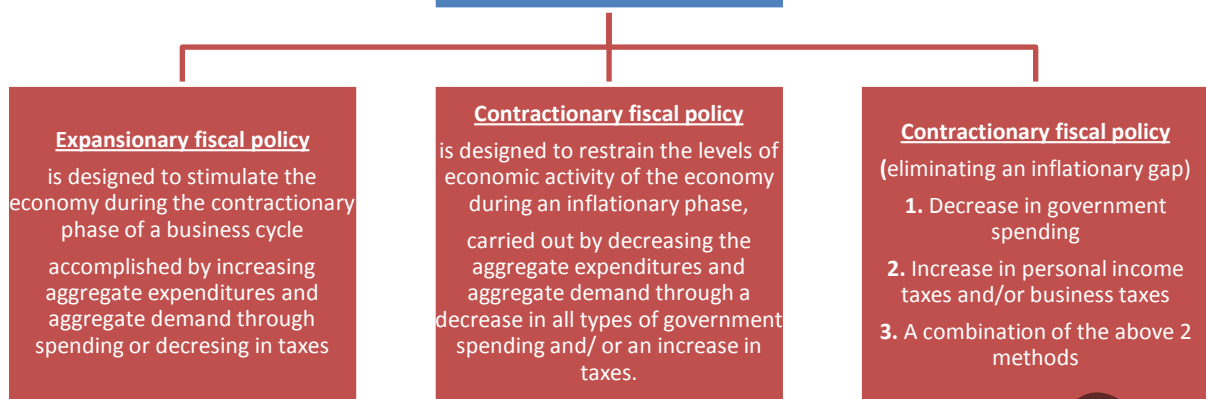 Expansionary fiscal policy
is designed to stimulate the
economy during the contractionary
phase of a business cycle
accomplished by increasing
aggregate expenditures and
aggregate demand through
spending or decresing in taxes
Contractionary fiscal policy
is designed to restrain the levels of
economic activity of the economy
during an inflationary phase,
carried out by decreasing the
aggregate expenditures and
aggregate demand through a
decrease in all types of government
spending and/ or an increase in
taxes.
Contractionary fiscal policy
(eliminating an inflationary gap)
1. Decrease in government
spending
2. Increase in personal income
taxes and/or business taxes
3. A combination of the above 2
methods